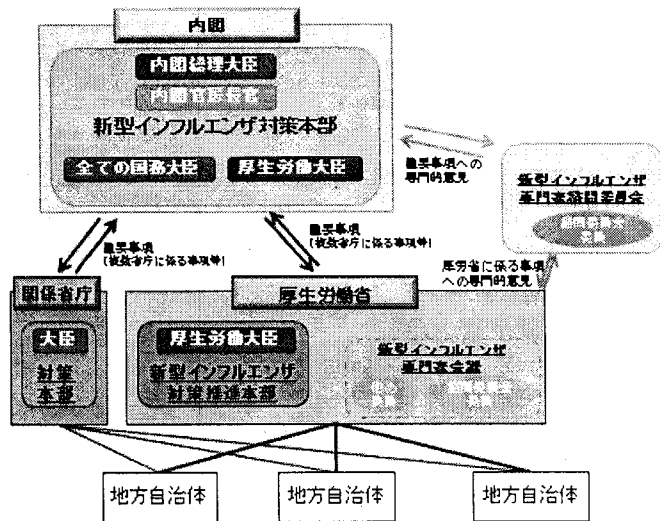 内閣
内閣総理大臣
内閣官房長官
新型インフルエンザ対策本部
全ての国務大臣
厚生労働大臣
重要事項への
専門的意見
新型インフルエンザ
専門家諮問委員会
重要事項
(複数省庁に係る事項等)
重要事項
(複数省庁に係る事項等)
厚労省に係る事項
への専門的意見
関係省庁
大臣
対策
本部
厚生労働省
厚生労働大臣
新型インフルエンザ
対策推進本部
新型インフルエンザ
専門家会議
地方自治体
地方自治体
地方自治体